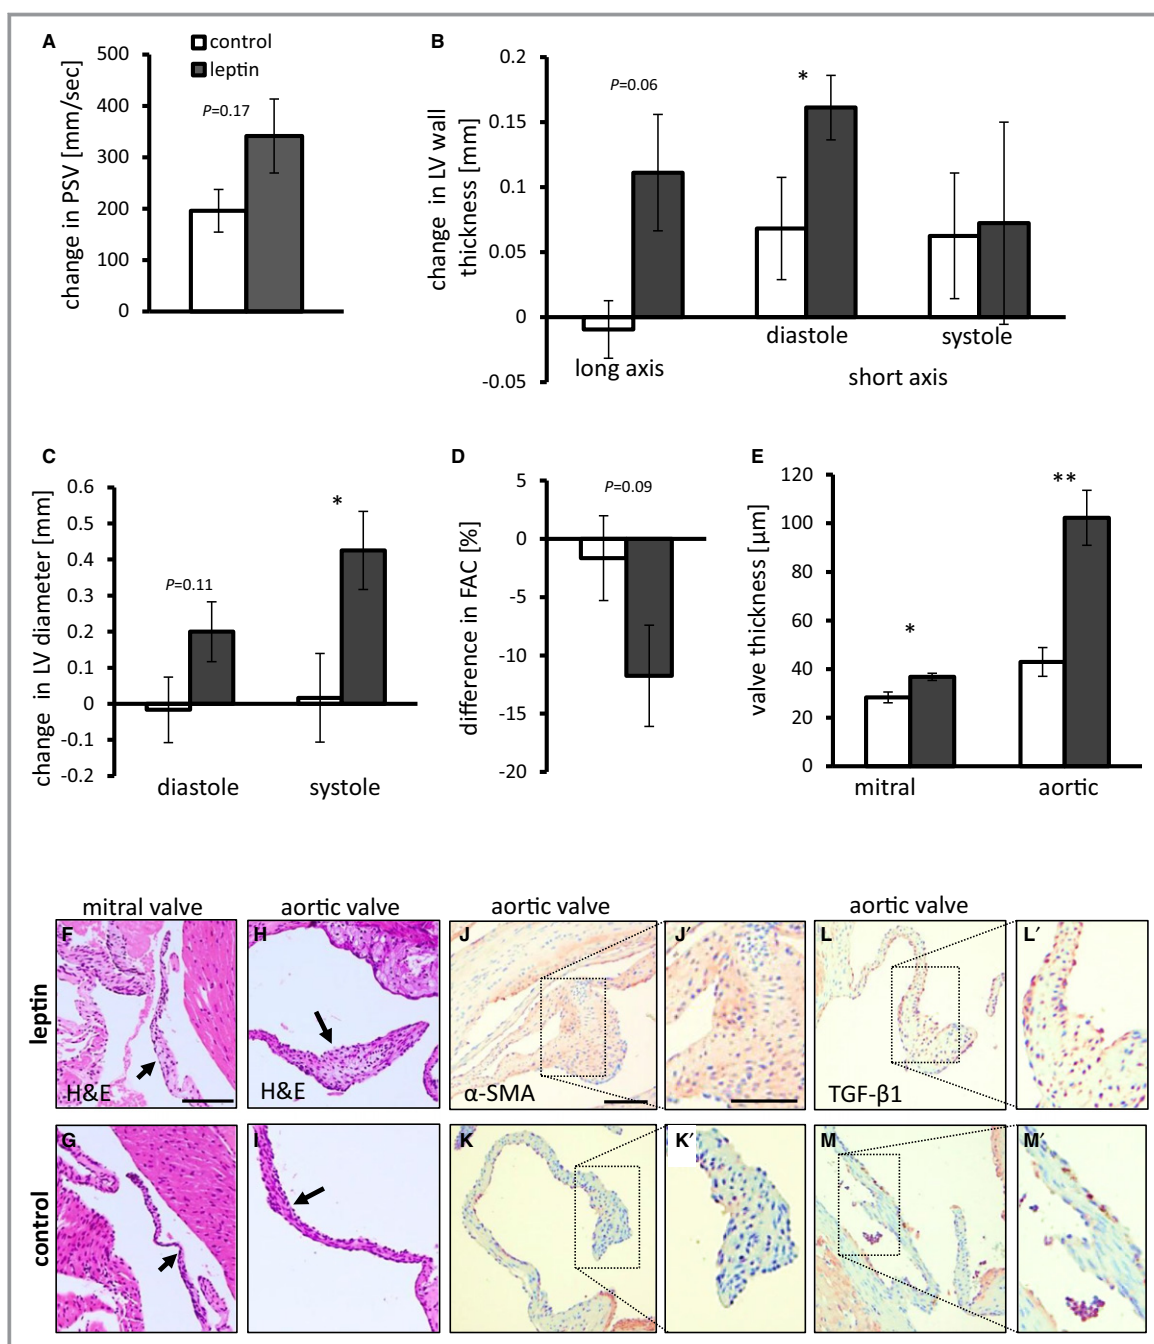 A
control
leptin
change in PSV [mm/sec]
500
400
300
200
100
0
P=0.17
B
change in LV wall
thickness [mm]
0.2
0.15
0.1
0.05
0
-0.05
P=0.06
*
long axis
diastole
systole
short axis
C
change in LV diameter [mm]
0.6
0.5
0.4
0.3
0.2
0.1
0
-0.1
-0.2
P=0.11
*
diastole
systole
D
difference in FAC [%]
5
0
-5
-10
-15
-20
P=0.09
E
valve thickness [µm]
120
100
80
60
40
20
0
*
**
mitral
aortic
mitral valve
aortic valve
aortic valve
aortic valve
leptin
F
H&E
H
H&E
J
α-SMA
J′
L
TGF-β1
L′
control
G
I
K
K′
M
M′